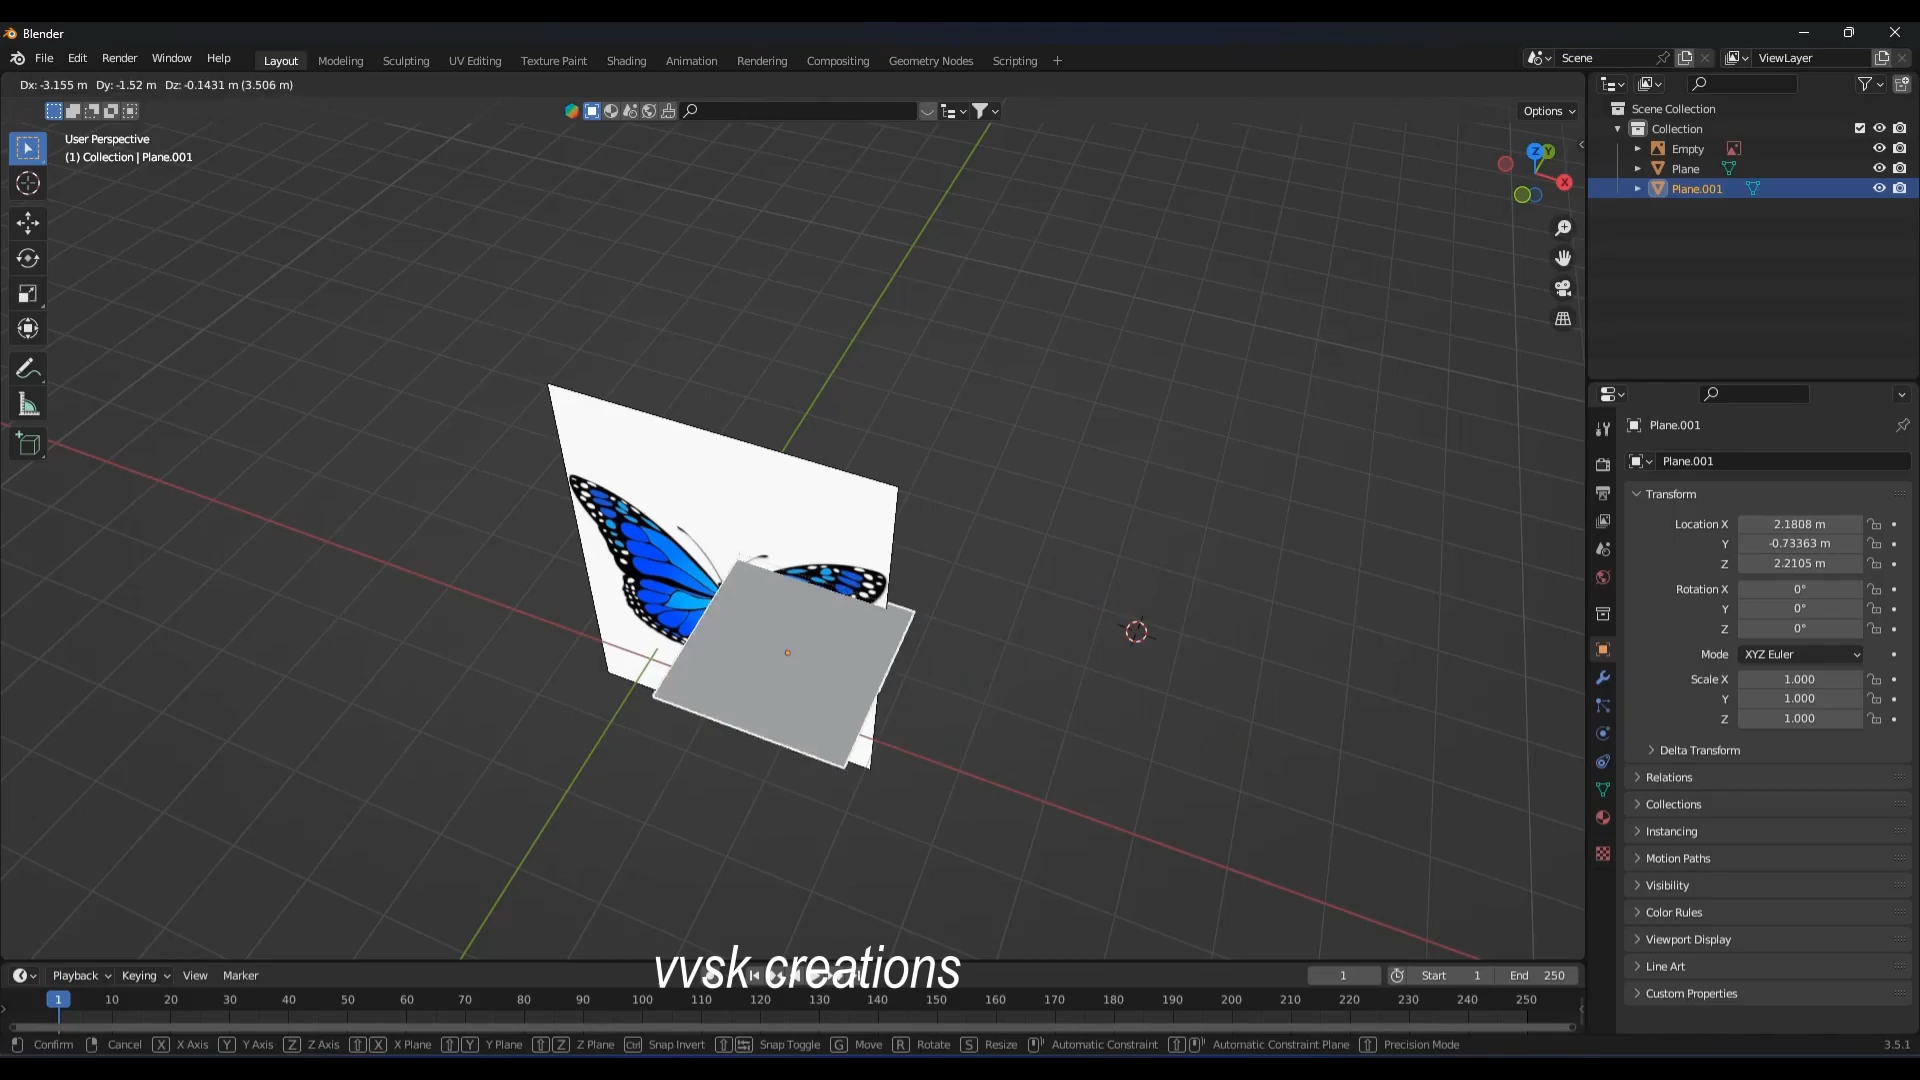 Blender
File Edit Render Window Help Layout Modeling Sculpting UV Editing Texture Paint Shading Animation Rendering Compositing Geometry Nodes Scripting + Scene ViewLayer
Dx: -3.155 m Dy: -1.52 m Dz: -0.1431 m (3.506 m)
Options
User Perspective
(1) Collection | Plane.001
Z Y X
Scene Collection
Collection
Empty
Plane
Plane.001
Plane.001
Plane.001
Transform
Location X 2.1808 m
Y -0.73363 m
Z 2.2105 m
Rotation X 0°
Y 0°
Z 0°
Mode XYZ Euler
Scale X 1.000
Y 1.000
Z 1.000
Delta Transform
Relations
Collections
Instancing
Motion Paths
Visibility
Color Rules
Viewport Display
Line Art
Custom Properties
vvsk creations
Playback Keying View Marker 1 Start 1 End 250
1 10 20 30 40 50 60 70 80 90 100 110 120 130 140 150 160 170 180 190 200 210 220 230 240 250
Confirm Cancel X X Axis Y Y Axis Z Z Axis X X Plane Y Y Plane Z Z Plane Ctrl Snap Invert Snap Toggle G Move R Rotate S Resize Automatic Constraint Automatic Constraint Plane Precision Mode 3.5.1